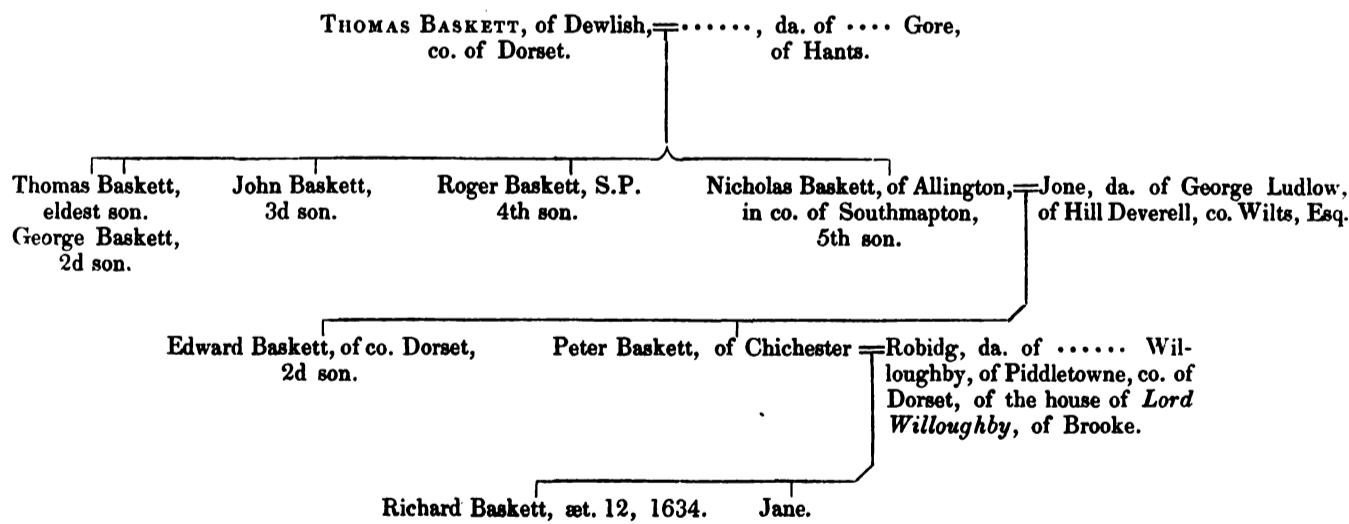 THOMAS BASKETT, of Dewlish,
co. of Dorset.
......, da. of .... Gore,
of Hants.
Thomas Baskett,
eldest son.
George Baskett,
2d son.
John Baskett,
3d son.
Roger Baskett, S.P.
4th son.
Nicholas Baskett, of Allington,
in co. of Southmapton,
5th son.
Jone, da. of George Ludlow,
of Hill Deverell, co. Wilts, Esq.
Edward Baskett, of co. Dorset,
2d son.
Peter Baskett, of Chichester
Robidg, da. of ...... Wil-
loughby, of Piddletowne, co. of
Dorset, of the house of Lord
Willoughby, of Brooke.
Richard Baskett, æt. 12, 1634.
Jane.